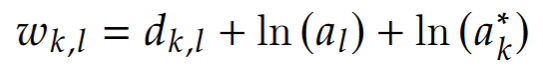 w_{k,l} = d_{k,l} + ln (a_l) + ln (a_k^*)